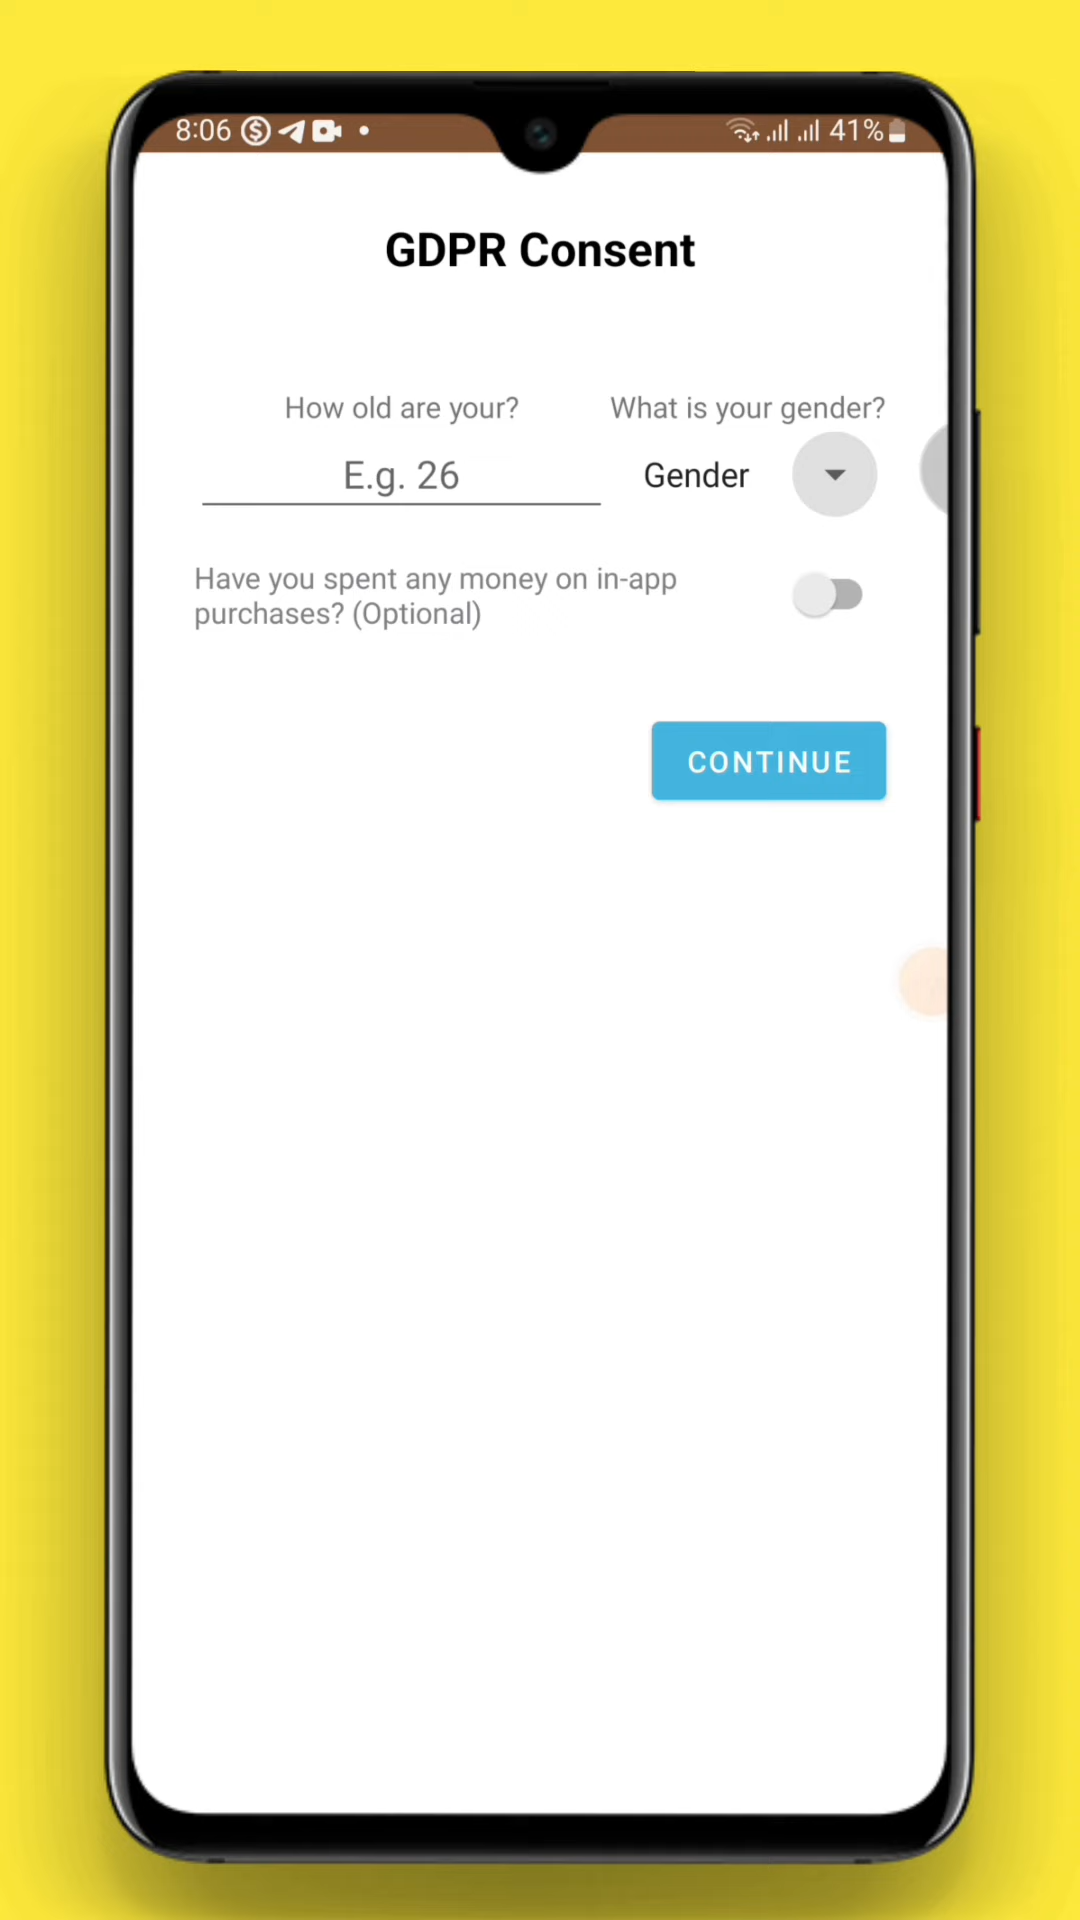 8:06 41%
GDPR Consent
How old are your? What is your gender?
E.g. 26 Gender
Have you spent any money on in-app
purchases? (Optional)
CONTINUE